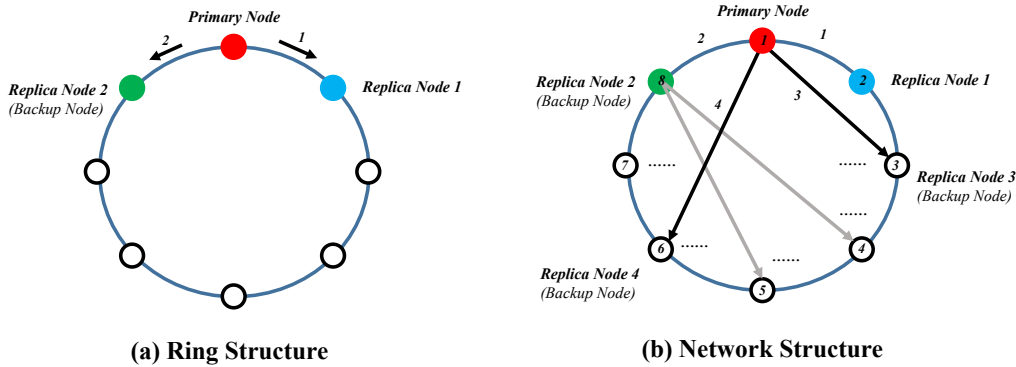 Primary Node
2
1
Replica Node 2
(Backup Node)
Replica Node 1
(a) Ring Structure
Primary Node
2
1
1
Replica Node 2
(Backup Node)
8
2
Replica Node 1
4
3
7
......
......
3
Replica Node 3
(Backup Node)
......
6
......
4
Replica Node 4
(Backup Node)
......
5
(b) Network Structure